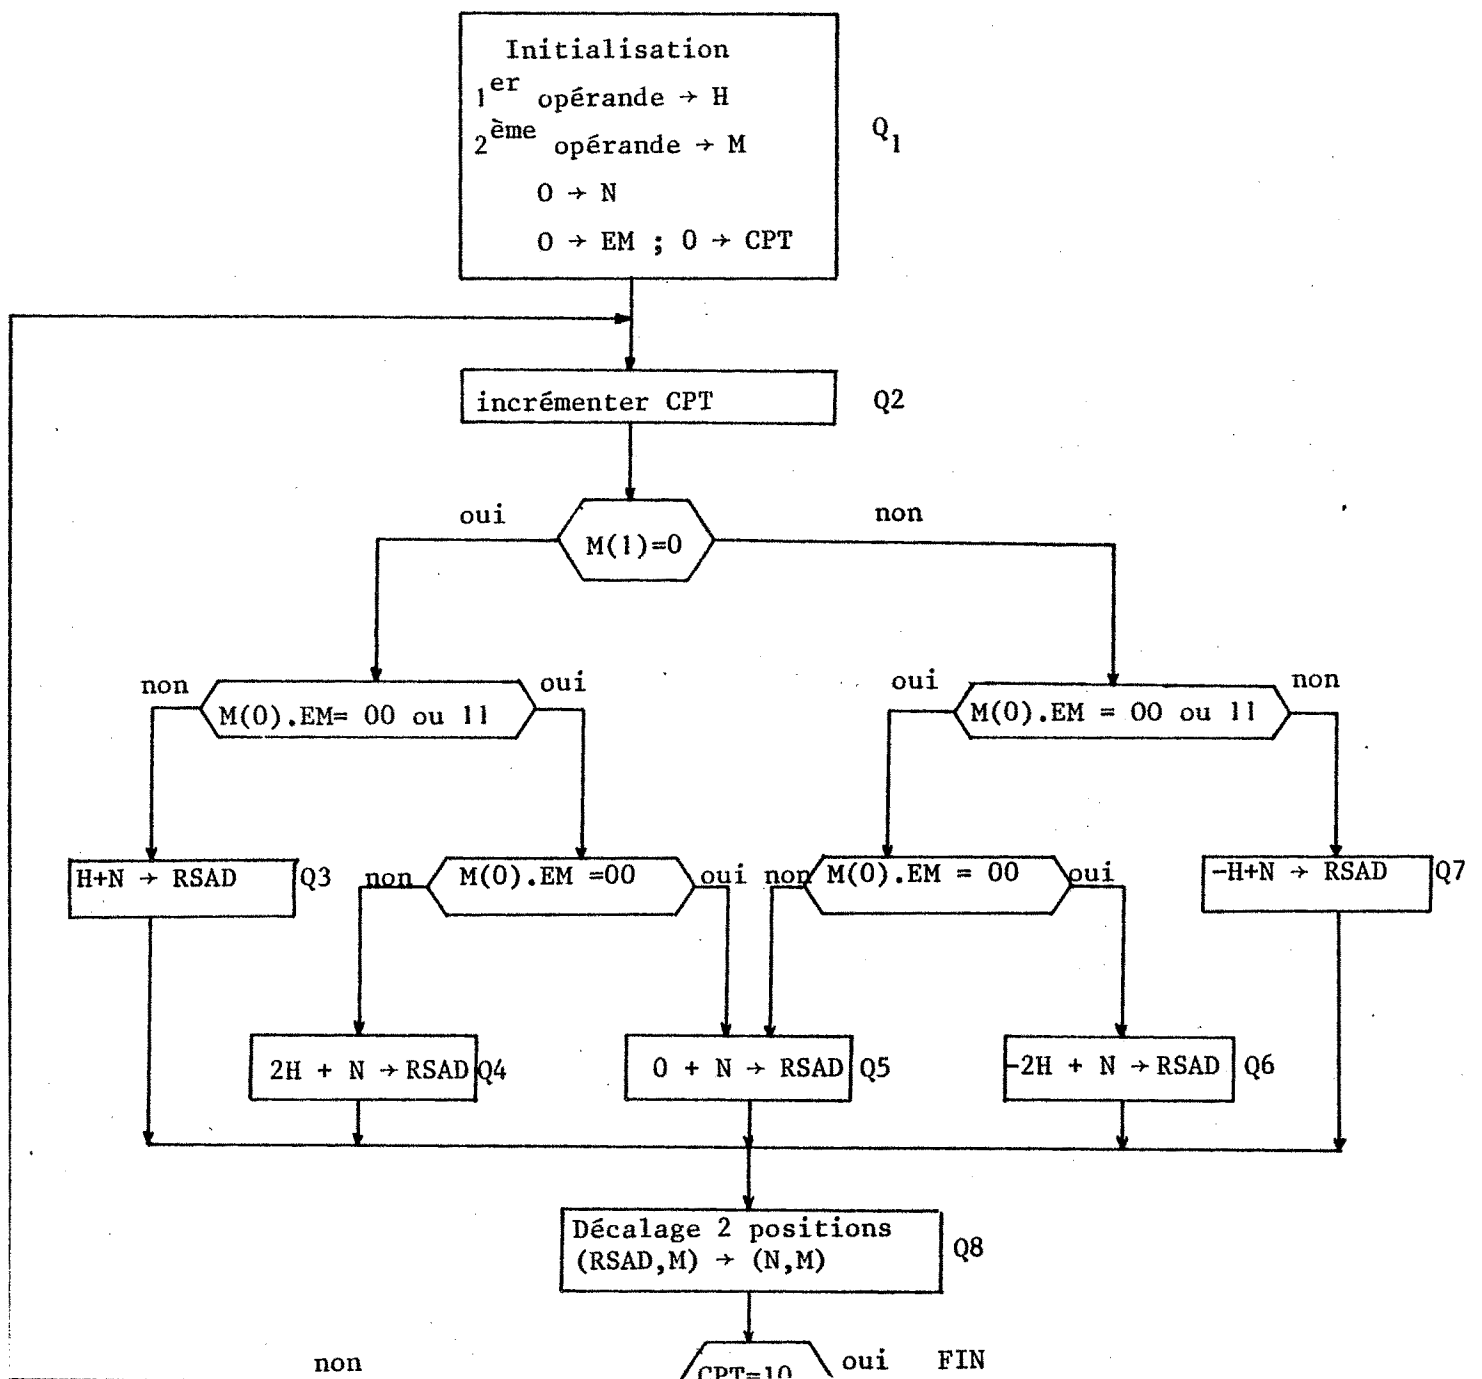 Initialisation
1er opérande → H
2ème opérande → M
0 → N
0 → EM ; 0 → CPT
Q1
incrémenter CPT
Q2
oui
M(1)=0
non
non
M(0).EM= 00 ou 11
oui
oui
M(0).EM = 00 ou 11
non
H+N → RSAD
Q3
non
M(0).EM =00
oui
non
M(0).EM = 00
oui
-H+N → RSAD
Q7
2H + N → RSAD
Q4
0 + N → RSAD
Q5
-2H + N → RSAD
Q6
Décalage 2 positions
(RSAD,M) → (N,M)
Q8
non
CPT=10
oui
FIN